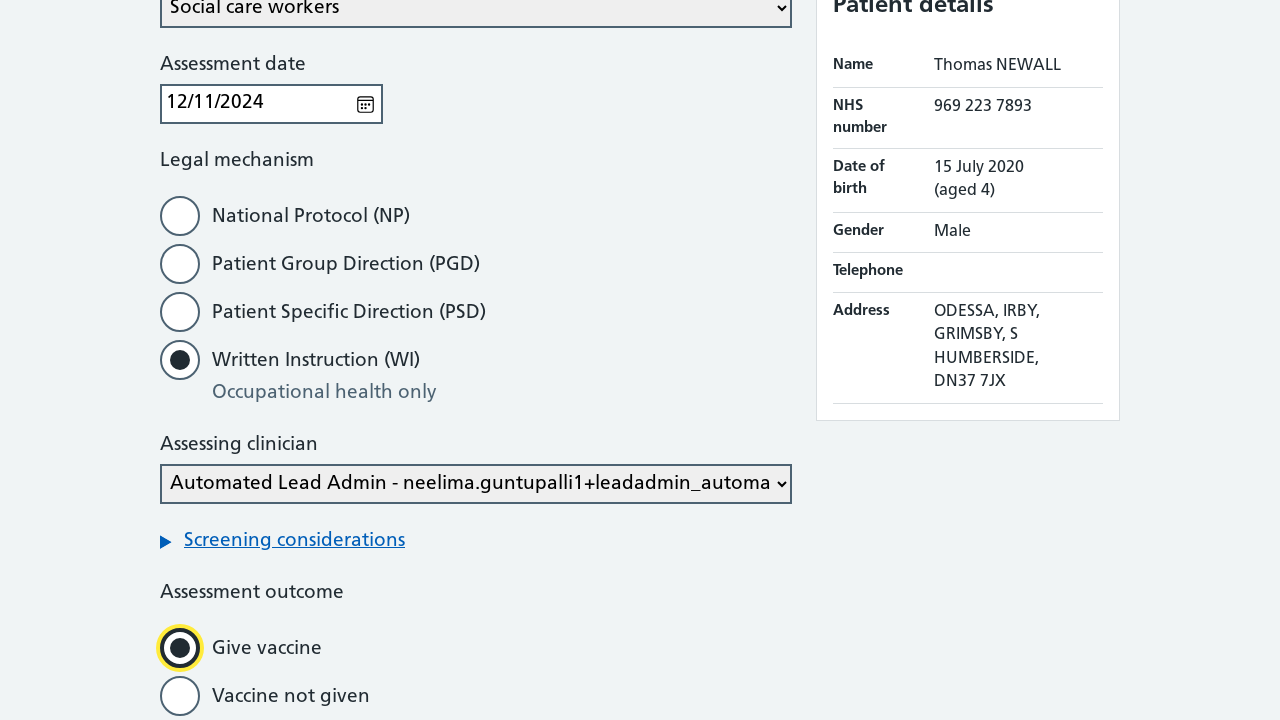 Social care workers
Assessment date
12/11/2024
Legal mechanism
National Protocol (NP)
Patient Group Direction (PGD)
Patient Specific Direction (PSD)
Written Instruction (WI)
Occupational health only
Assessing clinician
Automated Lead Admin - neelima.guntupalli1+leadadmin_automa
Screening considerations
Assessment outcome
Give vaccine
Vaccine not given
Patient details
Name Thomas NEWALL
NHS number 969 223 7893
Date of birth 15 July 2020
(aged 4)
Gender Male
Telephone
Address ODESSA, IRBY,
GRIMSBY, S
HUMBERSIDE,
DN37 7JX